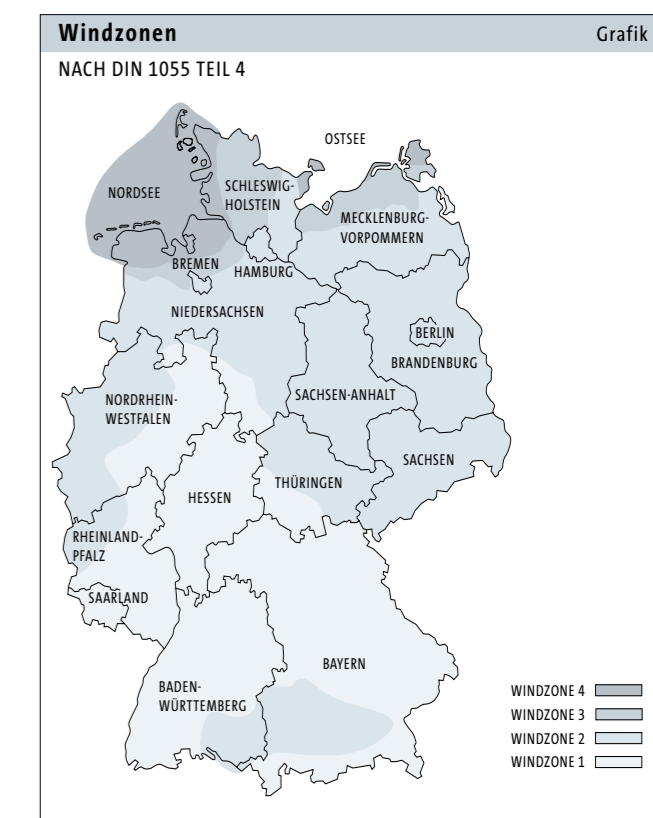 Windzonen Grafik
NACH DIN 1055 TEIL 4
OSTSEE
NORDSEE
SCHLESWIG-
HOLSTEIN
MECKLENBURG-
VORPOMMERN
BREMEN
HAMBURG
NIEDERSACHSEN
BERLIN
BRANDENBURG
NORDRHEIN-
WESTFALEN
SACHSEN-ANHALT
SACHSEN
THÜRINGEN
HESSEN
RHEINLAND-
PFALZ
SAARLAND
BAYERN
BADEN-
WÜRTTEMBERG
WINDZONE 4
WINDZONE 3
WINDZONE 2
WINDZONE 1